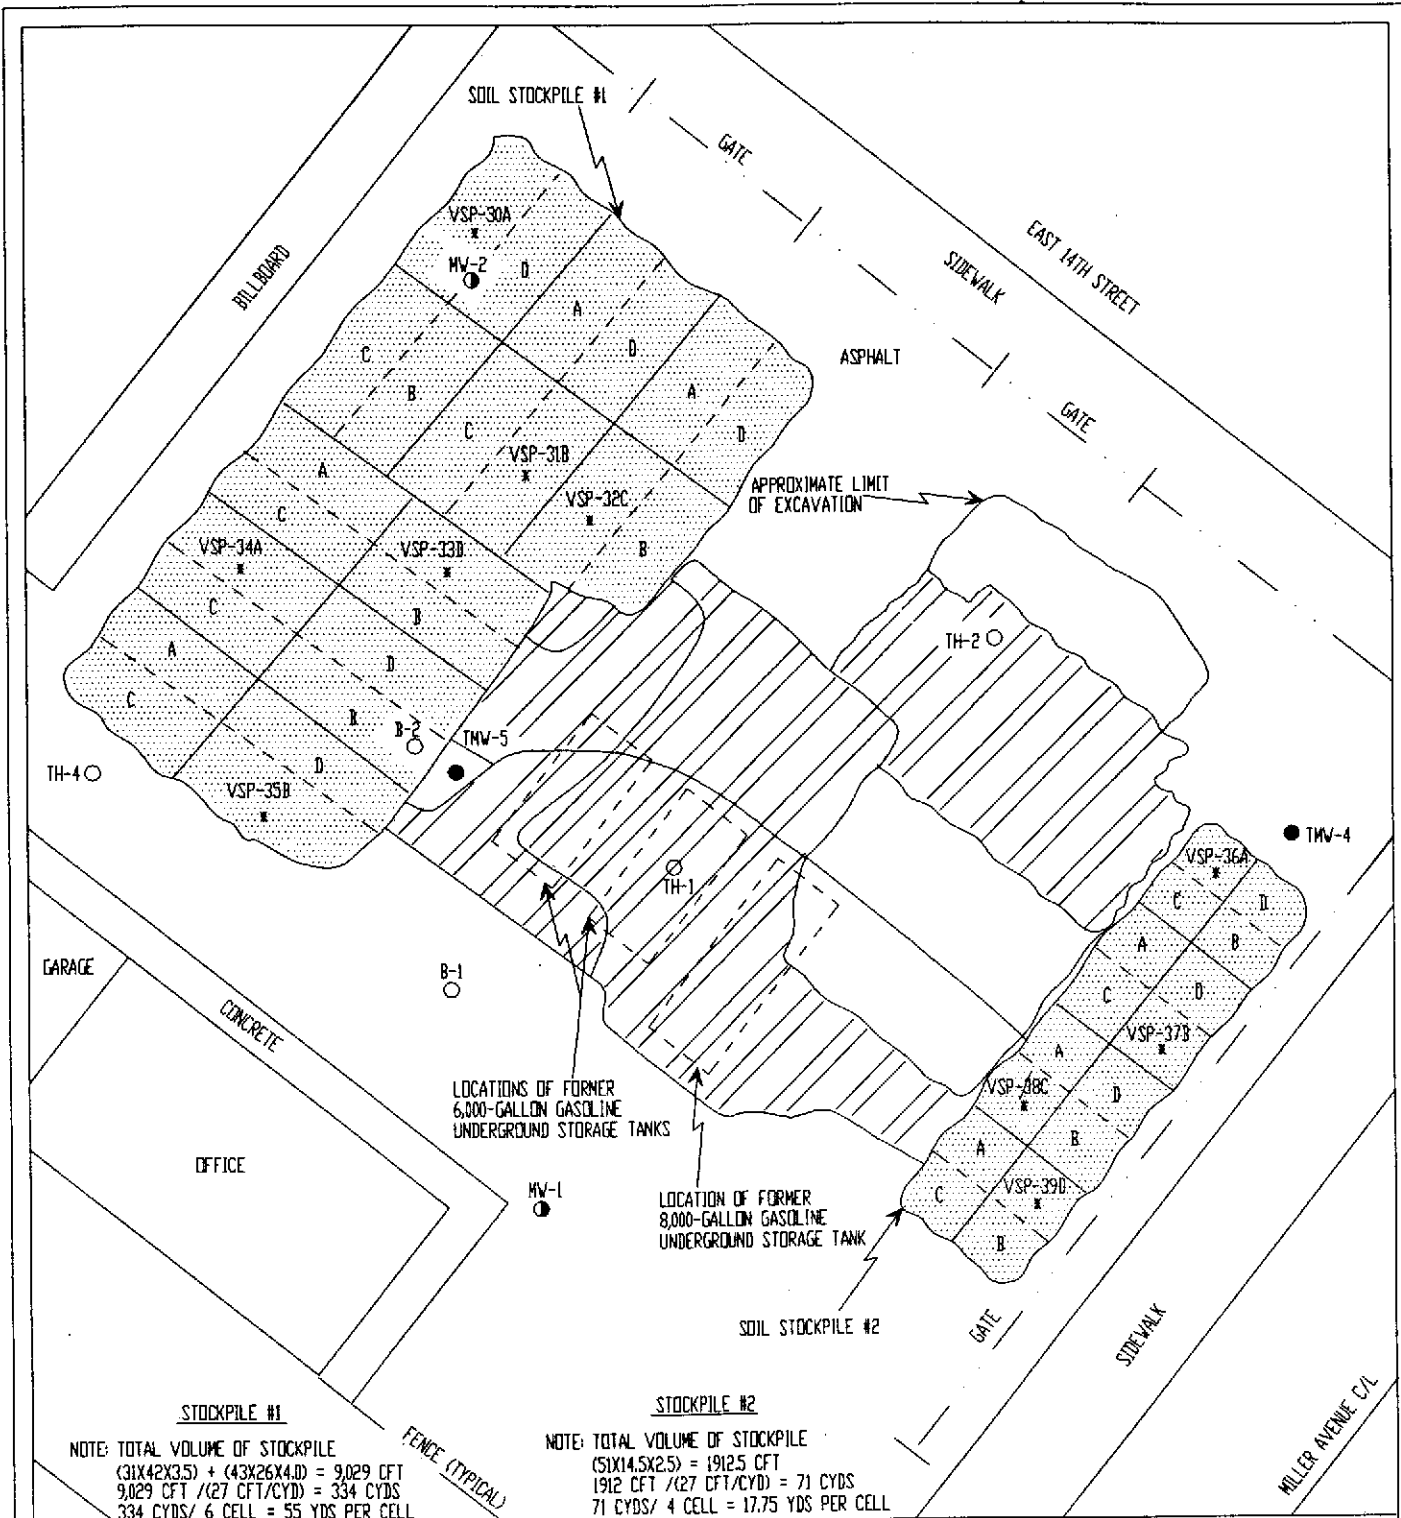 SOIL STOCKPILE #1
GATE
EAST 14TH STREET
SIDEWALK
BILLBOARD
VSP-30A
MW-2
D
A
ASPHALT
C
D
B
A
GATE
C
D
A
VSP-31B
APPROXIMATE LIMIT
OF EXCAVATION
VSP-32C
C
VSP-34A
VSP-33D
B
C
B
TH-2
A
D
C
B
B-2
TMW-5
TH-4
D
VSP-35B
TMW-4
VSP-36A
TH-1
C
D
A
B
GARAGE
B-1
C
D
CONCRETE
VSP-37B
A
LOCATIONS OF FORMER
6,000-GALLON GASOLINE
UNDERGROUND STORAGE TANKS
VSP-38C
D
B
A
OFFICE
C
VSP-39D
MW-1
LOCATION OF FORMER
8,000-GALLON GASOLINE
UNDERGROUND STORAGE TANK
B
SOIL STOCKPILE #2
GATE
SIDEWALK
MILLER AVENUE C/L
FENCE (TYPICAL)
STOCKPILE #1
NOTE: TOTAL VOLUME OF STOCKPILE
(31X42X3.5) + (43X26X4.0) = 9,029 CFT
9,029 CFT /(27 CFT/CYD) = 334 CYDS
334 CYDS/ 6 CELL = 55 YDS PER CELL
STOCKPILE #2
NOTE: TOTAL VOLUME OF STOCKPILE
(51X14.5X2.5) = 1912.5 CFT
1912 CFT /(27 CFT/CYD) = 71 CYDS
71 CYDS/ 4 CELL = 17.75 YDS PER CELL